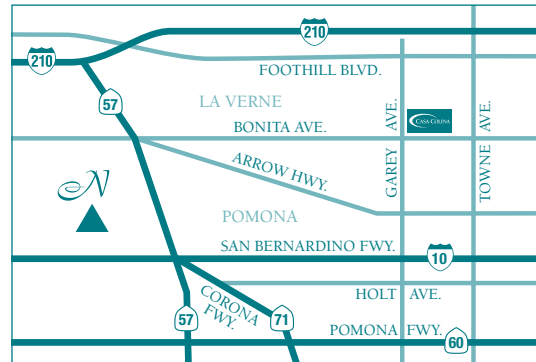 210
210
FOOTHILL BLVD.
57
LA VERNE
CASA COLINA
BONITA AVE.
GAREY AVE.
TOWNE AVE.
ARROW HWY.
N
POMONA
SAN BERNARDINO FWY.
10
CORONA FWY.
HOLT AVE.
57
71
POMONA FWY.
60